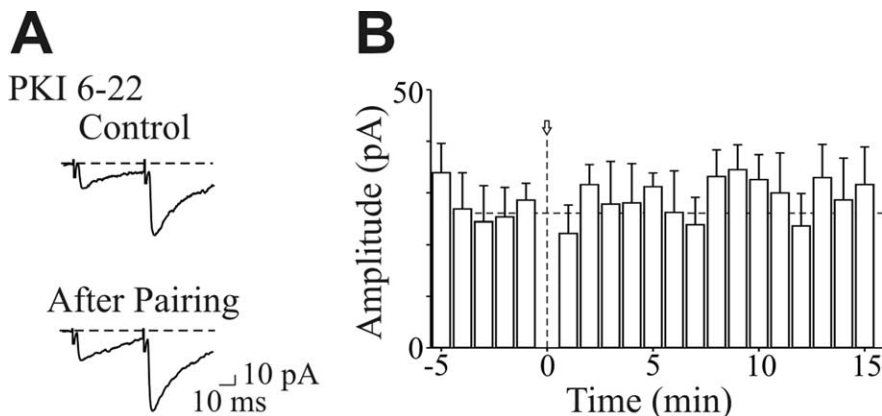 A
PKI 6-22
Control
After Pairing
10 pA
10 ms
B
50
Amplitude (pA)
0
-5 0 5 10 15
Time (min)